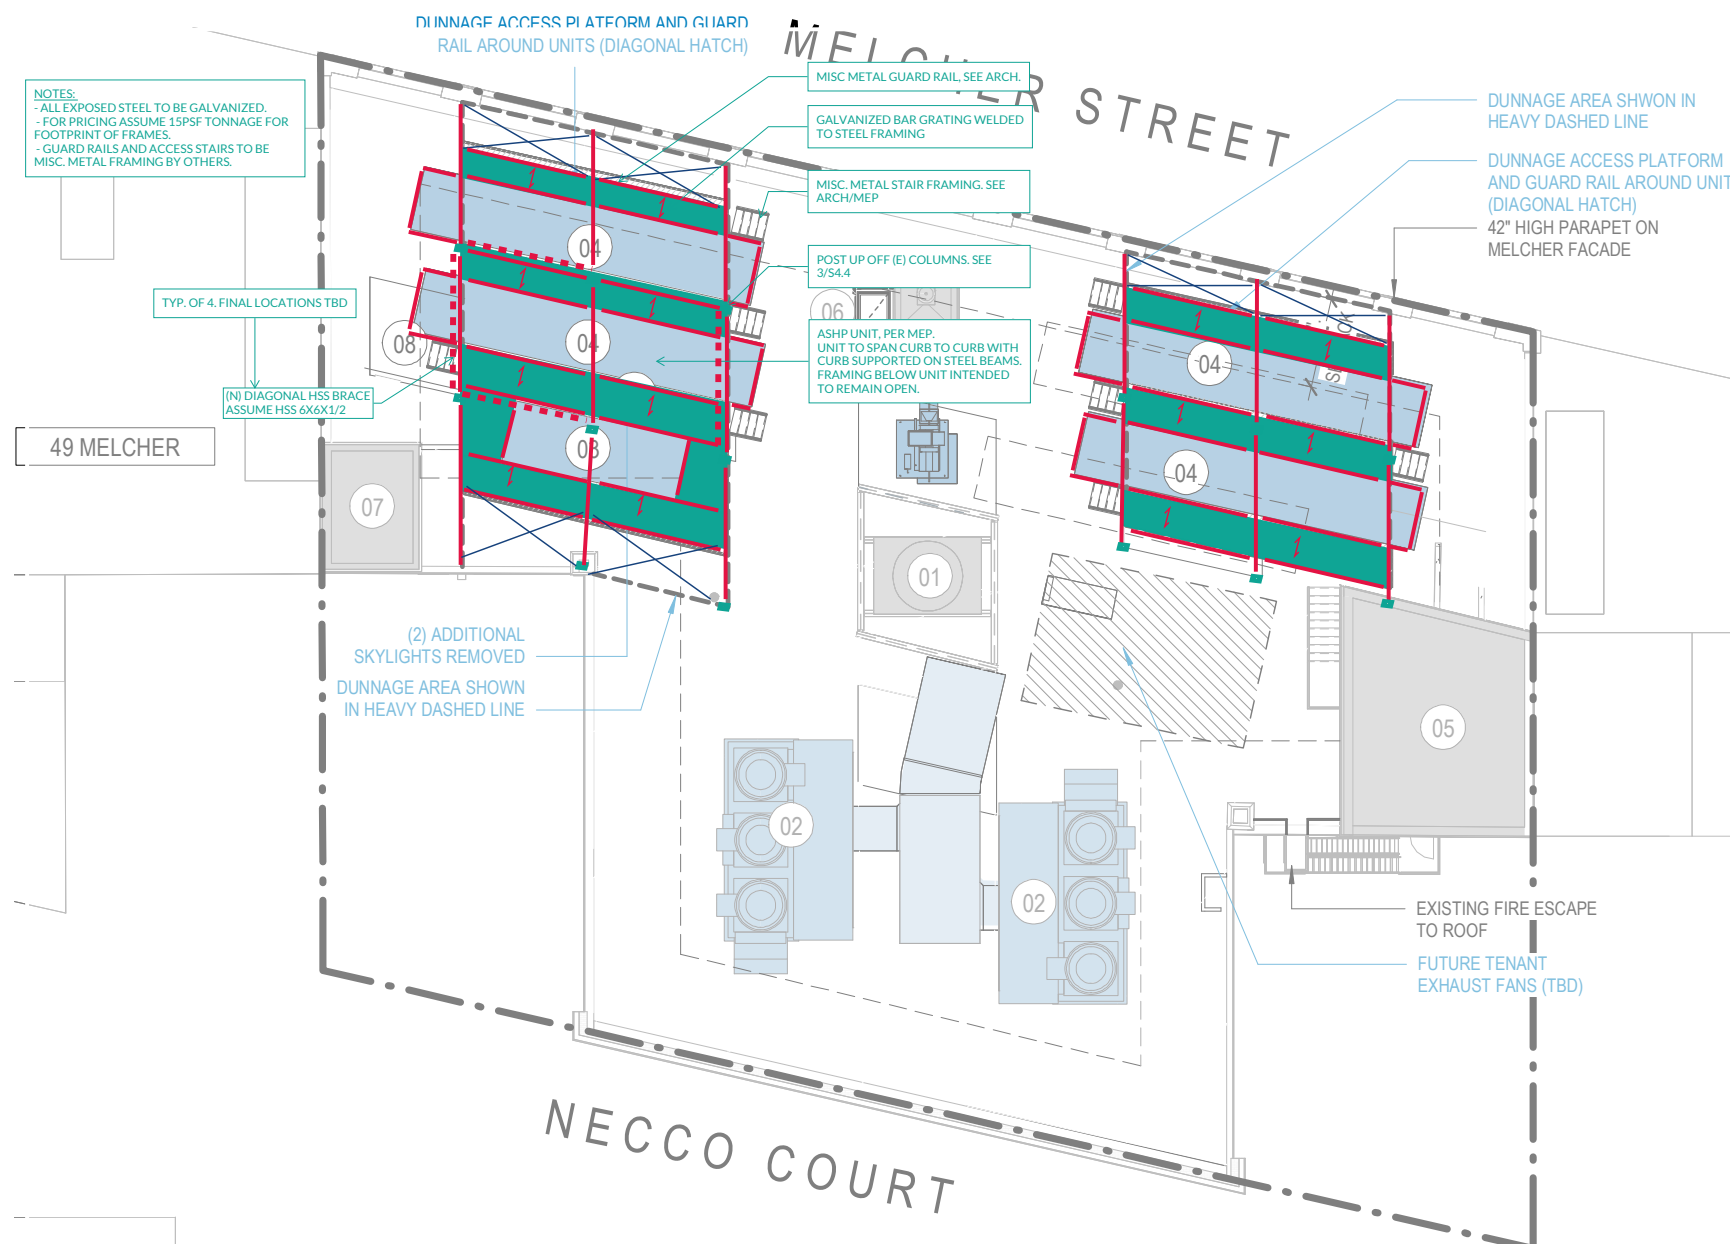 DUNNAGE ACCESS PLATFORM AND GUARD
RAIL AROUND UNITS (DIAGONAL HATCH)
MELCHER STREET
NOTES:
- ALL EXPOSED STEEL TO BE GALVANIZED.
- FOR PRICING ASSUME 15PSF TONNAGE FOR
FOOTPRINT OF FRAMES.
- GUARD RAILS AND ACCESS STAIRS TO BE
MISC. METAL FRAMING BY OTHERS.
MISC METAL GUARD RAIL, SEE ARCH.
GALVANIZED BAR GRATING WELDED
TO STEEL FRAMING
MISC. METAL STAIR FRAMING. SEE
ARCH/MEP
POST UP OFF (E) COLUMNS. SEE
3/S4.4
ASHP UNIT, PER MEP.
UNIT TO SPAN CURB TO CURB WITH
CURB SUPPORTED ON STEEL BEAMS.
FRAMING BELOW UNIT INTENDED
TO REMAIN OPEN.
DUNNAGE AREA SHWON IN
HEAVY DASHED LINE
DUNNAGE ACCESS PLATFORM
AND GUARD RAIL AROUND UNIT
(DIAGONAL HATCH)
42" HIGH PARAPET ON
MELCHER FACADE
TYP. OF 4. FINAL LOCATIONS TBD
(N) DIAGONAL HSS BRACE
ASSUME HSS 6X6X1/2
49 MELCHER
04
04
03
08
07
06
04
04
01
05
02
02
(2) ADDITIONAL
SKYLIGHTS REMOVED
DUNNAGE AREA SHOWN
IN HEAVY DASHED LINE
EXISTING FIRE ESCAPE
TO ROOF
FUTURE TENANT
EXHAUST FANS (TBD)
NECCO COURT